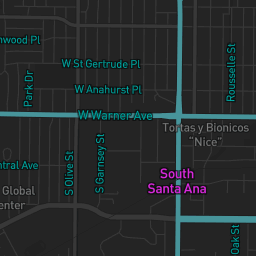 nwood Pl
W St Gertrude Pl
Park Dr
W Anahurst Pl
Rousselle St
W Warner Ave
Tortas y Bionicos
"Nice"
ntral Ave
S Olive St
S Garnsey St
South
Santa Ana
Global
enter
Oak St